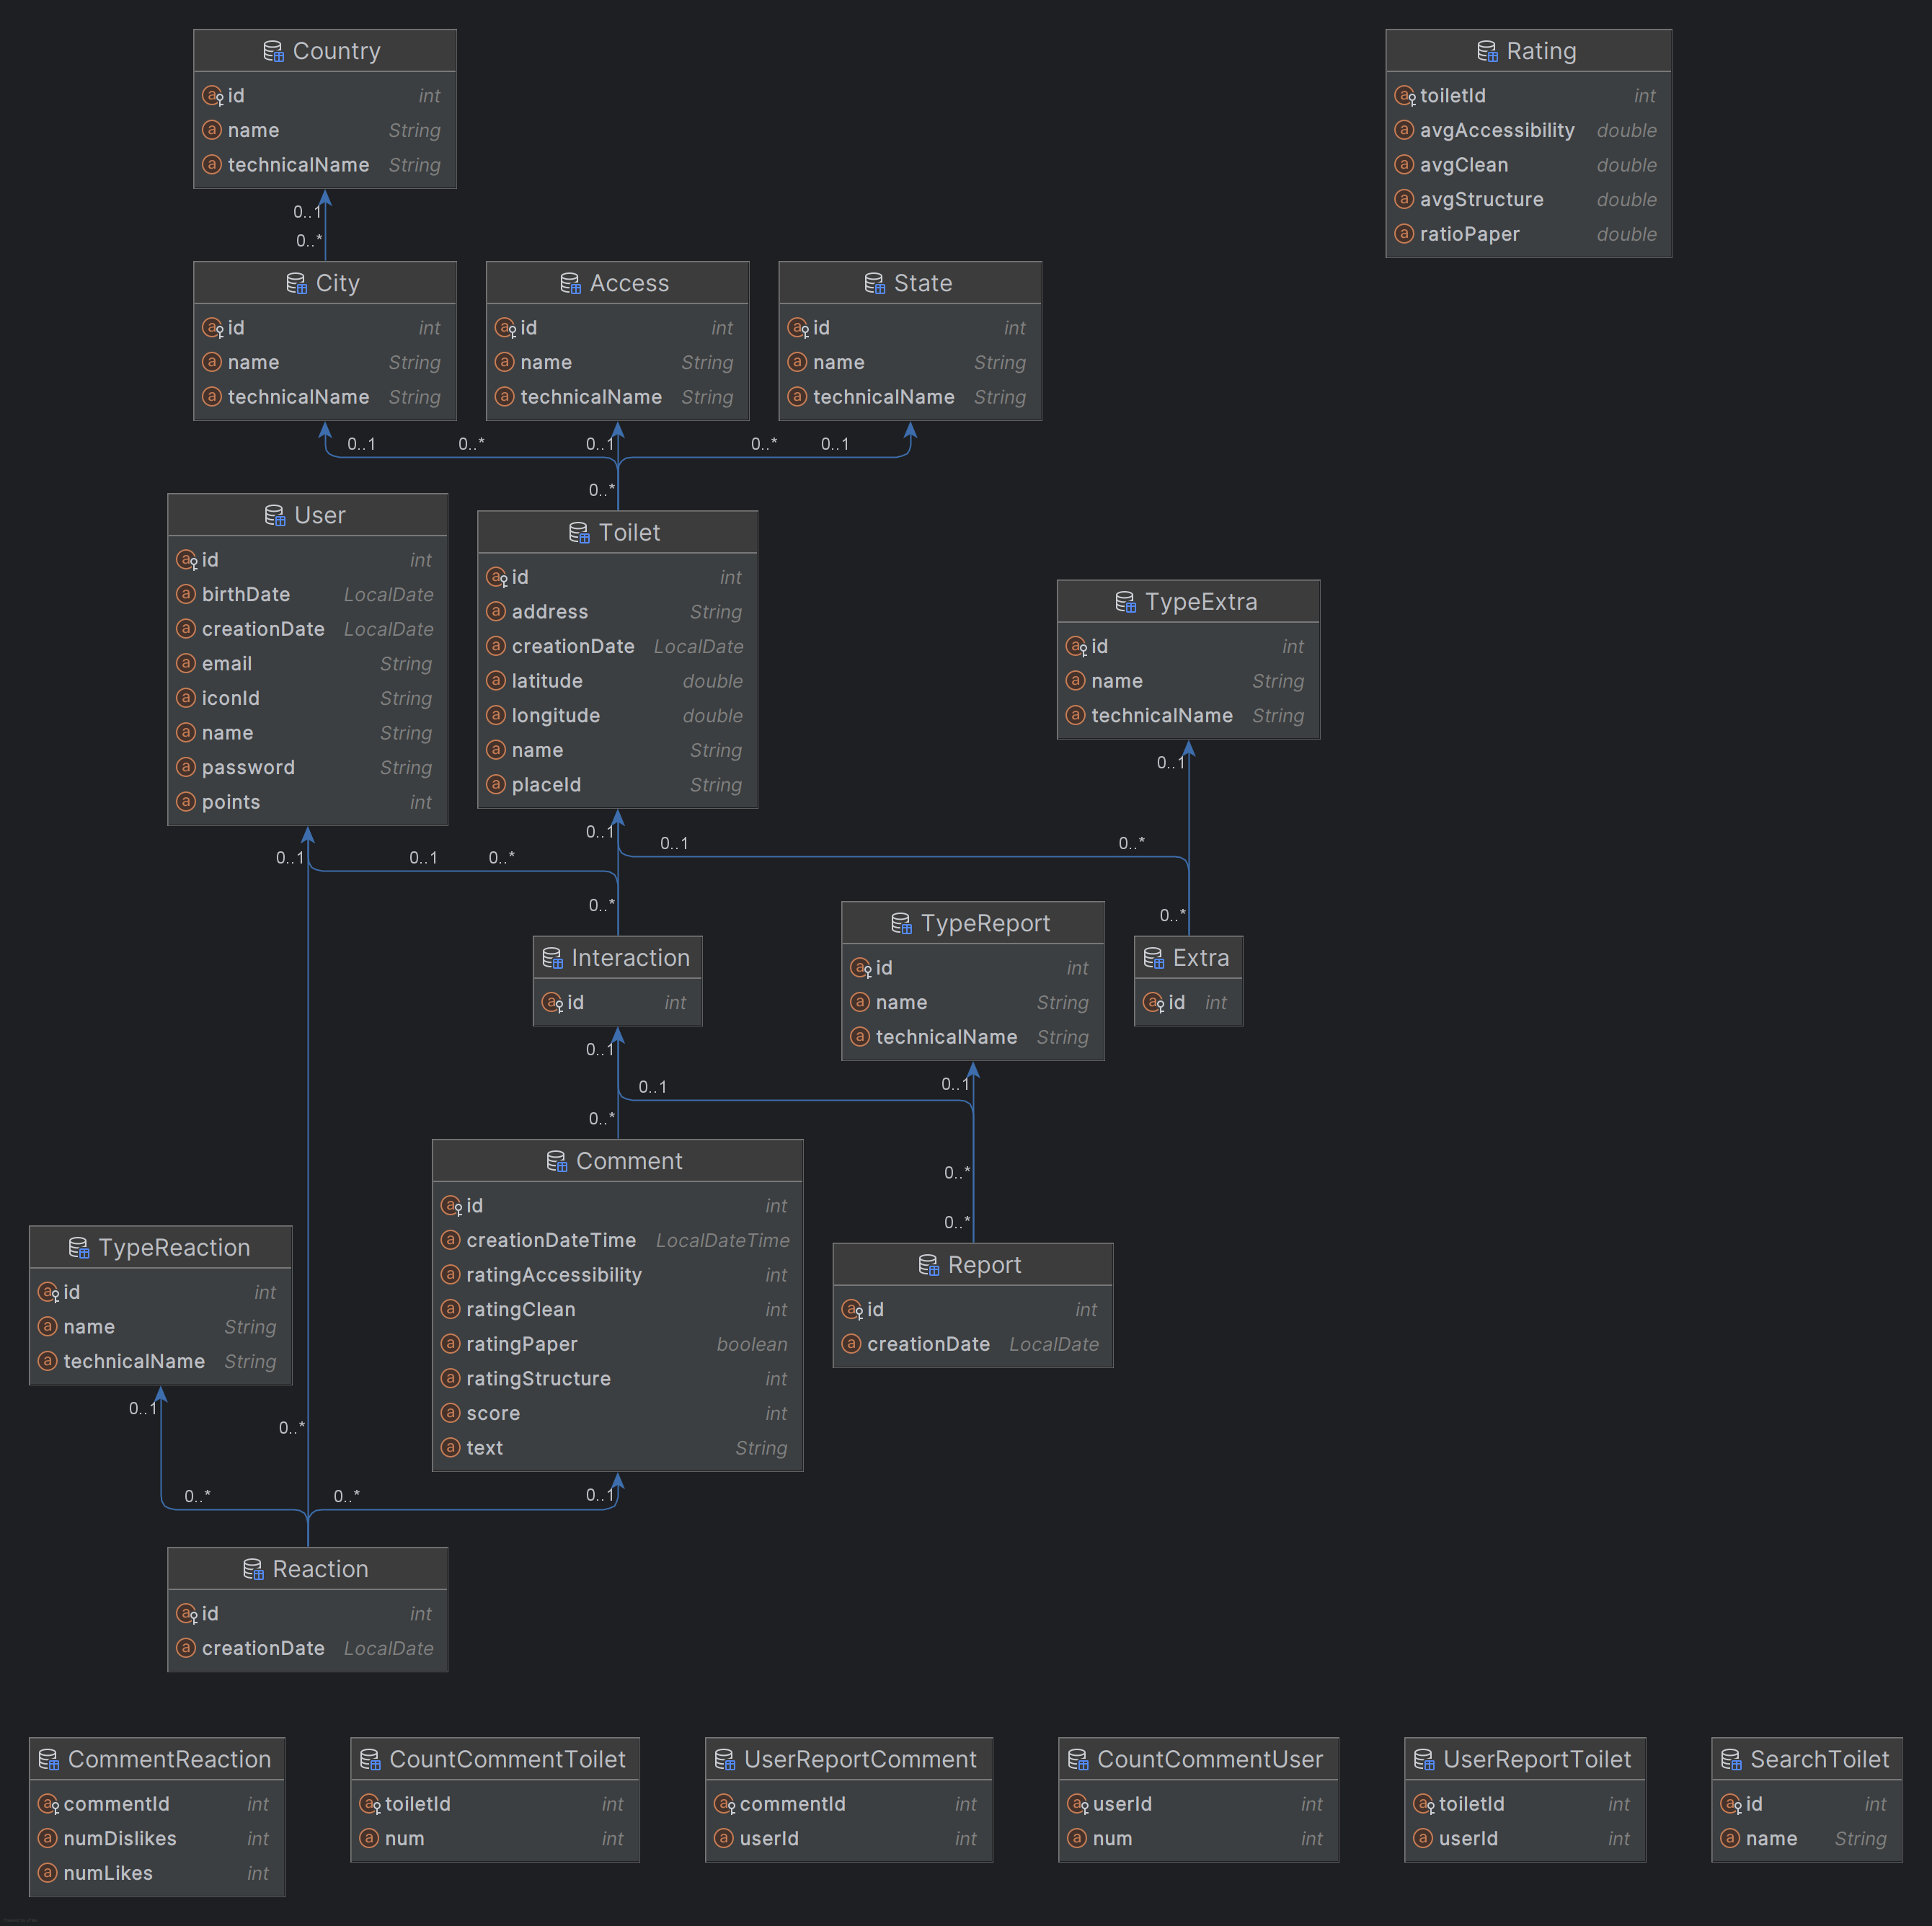 Country
id int
name String
technicalName String
Rating
toiletId int
avgAccessibility double
avgClean double
avgStructure double
ratioPaper double
0..1
0..*
City
id int
name String
technicalName String
Access
id int
name String
technicalName String
State
id int
name String
technicalName String
0..1 0..* 0..1 0..* 0..1
0..*
User
id int
birthDate LocalDate
creationDate LocalDate
email String
iconId String
name String
password String
points int
Toilet
id int
address String
creationDate LocalDate
latitude double
longitude double
name String
placeId String
TypeExtra
id int
name String
technicalName String
0..1
0..1
0..1 0..*
0..1 0..1 0..*
0..*
0..*
Interaction
id int
TypeReport
id int
name String
technicalName String
Extra
id int
0..1
0..1 0..1
0..*
0..*
0..*
Comment
id int
creationDateTime LocalDateTime
ratingAccessibility int
ratingClean int
ratingPaper boolean
ratingStructure int
score int
text String
Report
id int
creationDate LocalDate
TypeReaction
id int
name String
technicalName String
0..1
0..*
0..* 0..* 0..1
Reaction
id int
creationDate LocalDate
CommentReaction
commentId int
numDislikes int
numLikes int
CountCommentToilet
toiletId int
num int
UserReportComment
commentId int
userId int
CountCommentUser
userId int
num int
UserReportToilet
toiletId int
userId int
SearchToilet
id int
name String